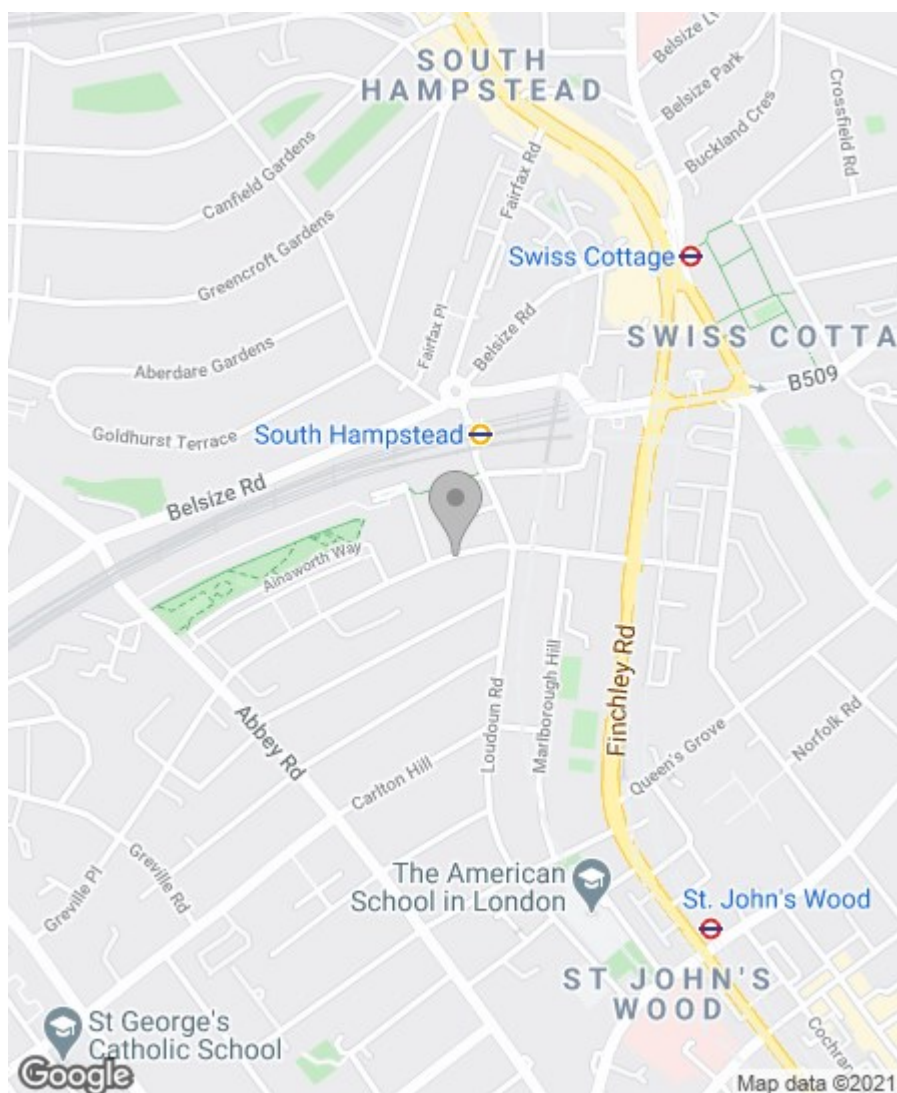 SOUTH
HAMPSTEAD
Belsize Ln
Belsize Park
Buckland Cres
Crossfield Rd
Canfield Gardens
Fairfax Rd
Greencroft Gardens
Swiss Cottage
Fairfax Pl
Belsize Rd
SWISS COTTA
Aberdare Gardens
B509
Goldhurst Terrace
South Hampstead
Belsize Rd
Ainsworth Way
Finchley Rd
Loudoun Rd
Marlborough Hill
Abbey Rd
Norfolk Rd
Queen's Grove
Carlton Hill
Greville Pl
Greville Rd
The American
School in London
St. John's Wood
ST JOHN'S
WOOD
St George's
Catholic School
Cochran
Google
Map data ©2021